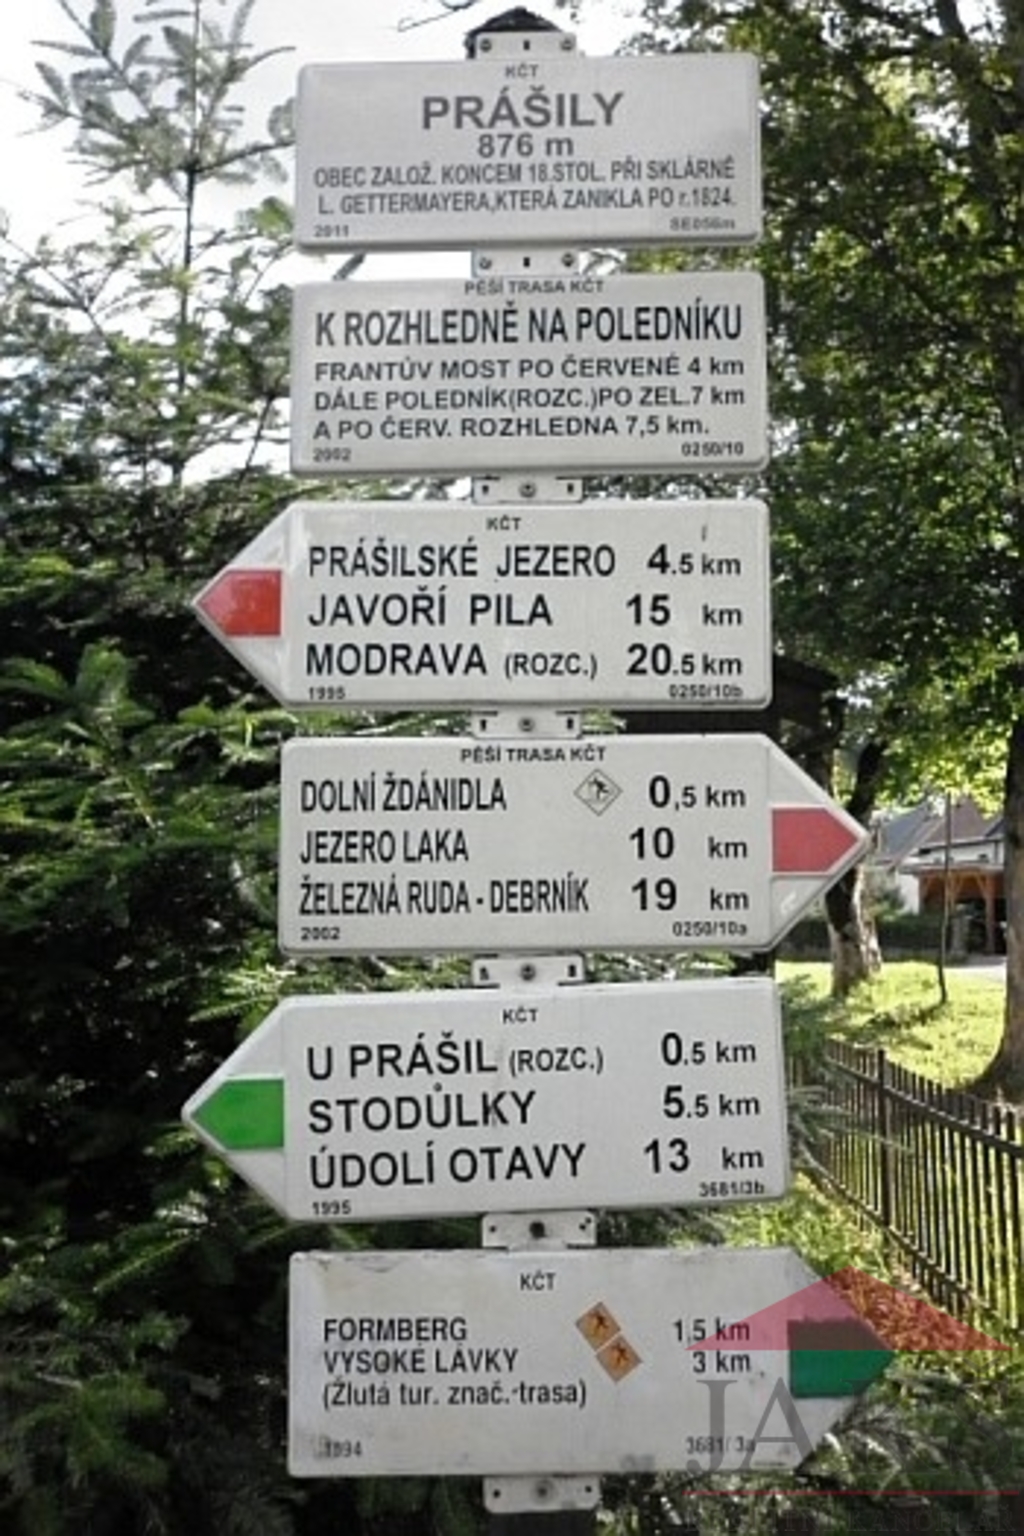 KČT
PRÁŠILY
876 m
OBEC ZALOŽ. KONCEM 18.STOL. PŘI SKLÁRNĚ
L. GETTERMAYERA,KTERÁ ZANIKLA PO r.1824.
2011 SE056m
PĚŠÍ TRASA KČT
K ROZHLEDNĚ NA POLEDNÍKU
FRANTŮV MOST PO ČERVENÉ 4 km
DÁLE POLEDNÍK(ROZC.)PO ZEL.7 km
A PO ČERV. ROZHLEDNA 7,5 km.
2002 0250/10
KČT
PRÁŠILSKÉ JEZERO 4.5 km
JAVOŘÍ PILA 15 km
MODRAVA (ROZC.) 20.5 km
1995 0250/10b
PĚŠÍ TRASA KČT
DOLNÍ ŽDÁNIDLA 0,5 km
JEZERO LAKA 10 km
ŽELEZNÁ RUDA - DEBRNÍK 19 km
2002 0250/10a
KČT
U PRÁŠIL (ROZC.) 0.5 km
STODŮLKY 5.5 km
ÚDOLÍ OTAVY 13 km
1995 3681/3b
KČT
FORMBERG 1,5 km
VYSOKÉ LÁVKY 3 km
(Žlutá tur. znač. trasa)
1994 3681/3a